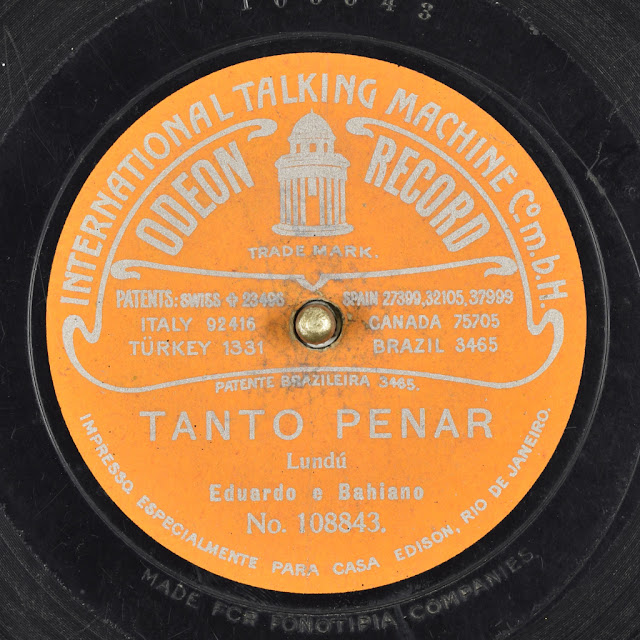 INTERNATIONAL TALKING MACHINE Co. m.b.H.
ODEON RECORD
TRADE MARK.
PATENTS: SWISS ✚ 23496 SPAIN 27399,32105,37999
ITALY 92416 CANADA 75705
TÜRKEY 1331 BRAZIL 3465
PATENTE BRAZILEIRA 3465.
TANTO PENAR
Lundú
Eduardo e Bahiano
No. 108843.
IMPRESSO ESPECIALMENTE PARA CASA EDISON, RIO DE JANEIRO.
MADE FOR FONOTIPIA COMPANIES